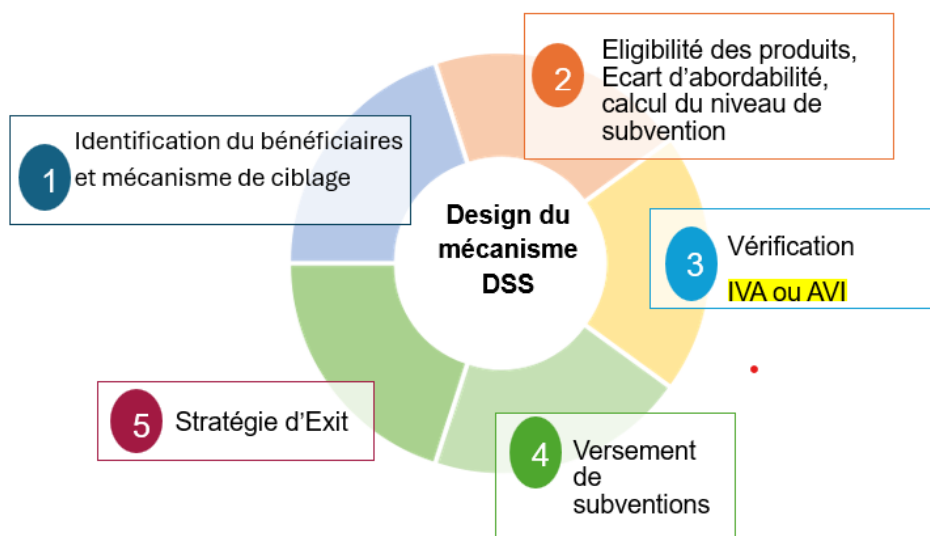 1
Identification du bénéficiaires
et mécanisme de ciblage
2
Eligibilité des produits,
Ecart d’abordabilité,
calcul du niveau de
subvention
Design du
mécanisme
DSS
3
Vérification
IVA ou AVI
4
Versement
de
subventions
5
Stratégie d’Exit